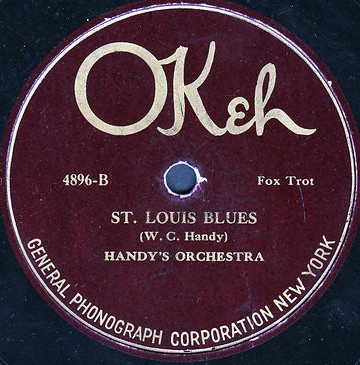 OKeh
4896-B
Fox Trot
ST. LOUIS BLUES
(W. C. Handy)
HANDY'S ORCHESTRA
GENERAL PHONOGRAPH CORPORATION NEW YORK